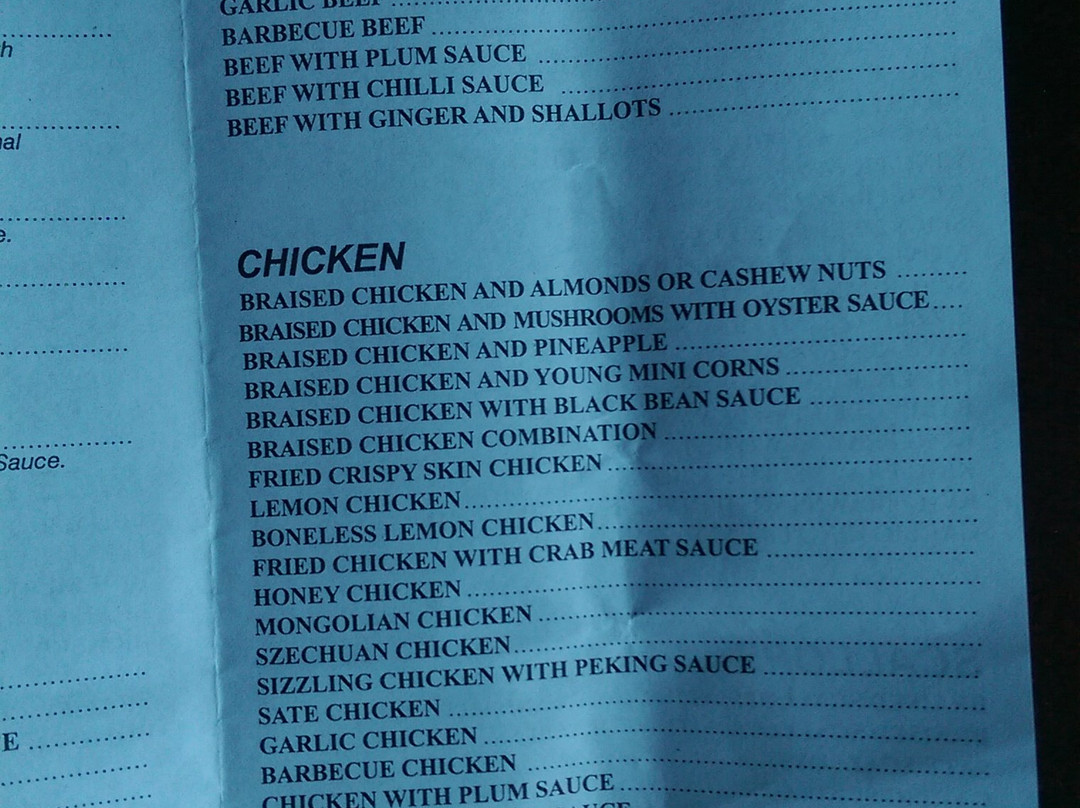 GARLIC BEEF
BARBECUE BEEF
BEEF WITH PLUM SAUCE
BEEF WITH CHILLI SAUCE
BEEF WITH GINGER AND SHALLOTS
e.
Sauce.
E
CHICKEN
BRAISED CHICKEN AND ALMONDS OR CASHEW NUTS
BRAISED CHICKEN AND MUSHROOMS WITH OYSTER SAUCE
BRAISED CHICKEN AND PINEAPPLE
BRAISED CHICKEN AND YOUNG MINI CORNS
BRAISED CHICKEN WITH BLACK BEAN SAUCE
BRAISED CHICKEN COMBINATION
FRIED CRISPY SKIN CHICKEN
LEMON CHICKEN
BONELESS LEMON CHICKEN
FRIED CHICKEN WITH CRAB MEAT SAUCE
HONEY CHICKEN
MONGOLIAN CHICKEN
SZECHUAN CHICKEN
SIZZLING CHICKEN WITH PEKING SAUCE
SATE CHICKEN
GARLIC CHICKEN
BARBECUE CHICKEN
CHICKEN WITH PLUM SAUCE